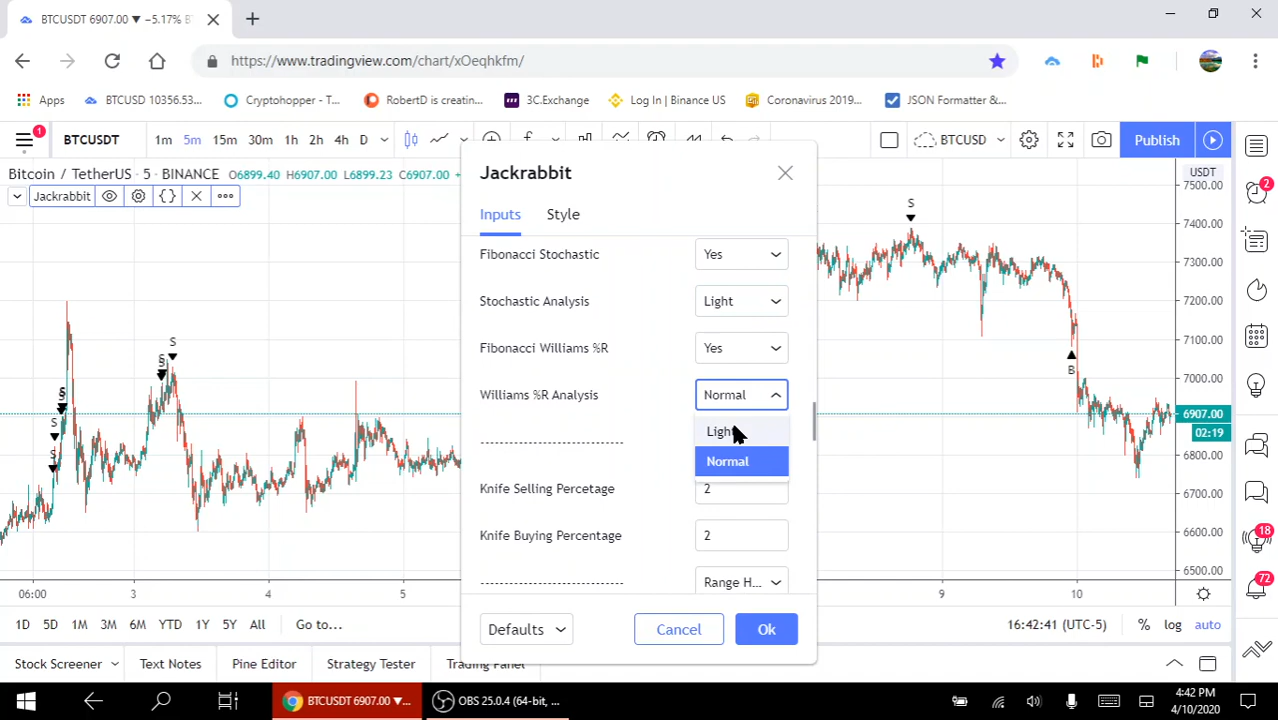 BTCUSDT 6907.00 ▼ −5.17%
https://www.tradingview.com/chart/xOeqhkfy/
Apps
BTCUSD 10356.53...
Cryptohopper - T...
RobertD is creatin...
3C.Exchange
Log In | Binance US
Coronavirus 2019...
JSON Formatter &...
1
BTCUSDT
1m 5m 15m 30m 1h 2h 4h D
BTCUSD
Publish
Bitcoin / TetherUS · 5 · BINANCE O6899.40 H6907.00 L6899.23 C6907.00
Jackrabbit
Jackrabbit
Inputs Style
Fibonacci Stochastic Yes
Stochastic Analysis Light
Fibonacci Williams %R Yes
Williams %R Analysis Normal
Light
Normal
-----------------------
Knife Selling Percetage 2
Knife Buying Percentage 2
----------------------- Range H...
Defaults Cancel Ok
S
S
S
§
§
S
S
B
USDT
7500.00
7400.00
7300.00
7200.00
7100.00
7000.00
6907.00
02:19
6800.00
6700.00
6600.00
6500.00
2
18
72
06:00 3 4 5 9 10
1D 5D 1M 3M 6M YTD 1Y 5Y All Go to...
16:42:41 (UTC-5) % log auto
Stock Screener Text Notes Pine Editor Strategy Tester Trading Panel
BTCUSDT 6907.00 ▼...
OBS 25.0.4 (64-bit, ...
4:42 PM
4/10/2020